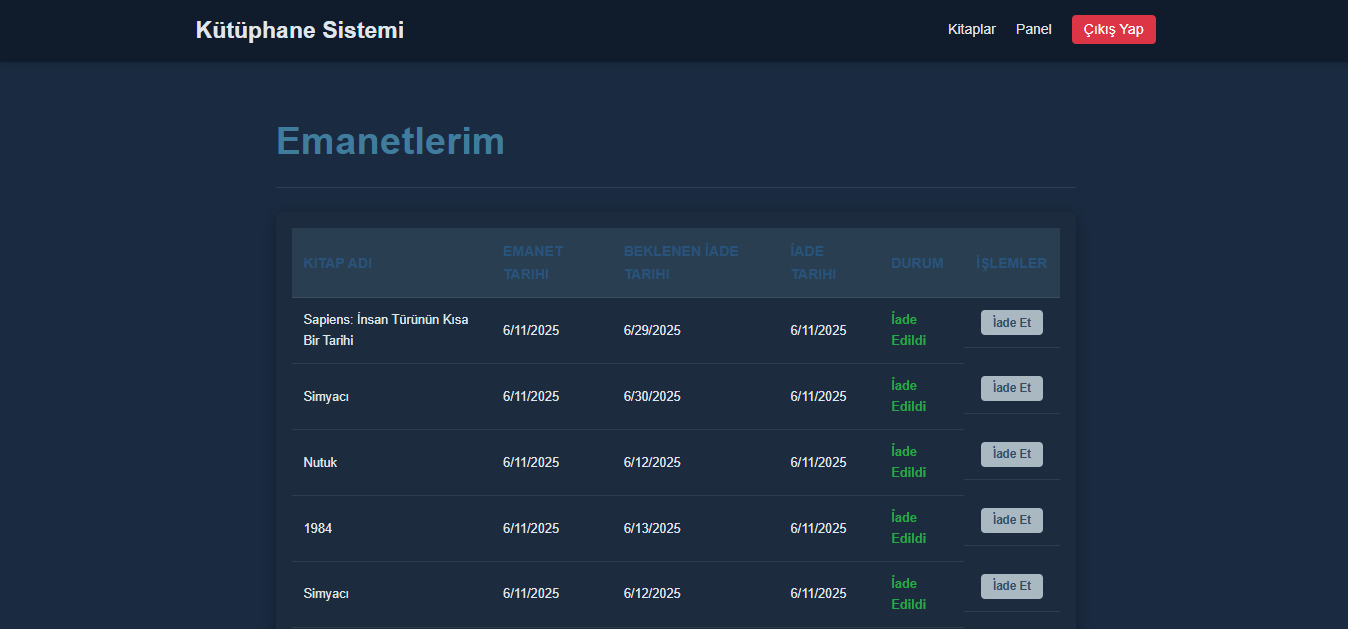 Kütüphane Sistemi
Kitaplar Panel Çıkış Yap
Emanetlerim
KITAP ADI
EMANET
TARIHI
BEKLENEN İADE
TARIHI
İADE
TARIHI
DURUM
İŞLEMLER
Sapiens: İnsan Türünün Kısa
Bir Tarihi
6/11/2025
6/29/2025
6/11/2025
İade
Edildi
İade Et
Simyacı
6/11/2025
6/30/2025
6/11/2025
İade
Edildi
İade Et
Nutuk
6/11/2025
6/12/2025
6/11/2025
İade
Edildi
İade Et
1984
6/11/2025
6/13/2025
6/11/2025
İade
Edildi
İade Et
Simyacı
6/11/2025
6/12/2025
6/11/2025
İade
Edildi
İade Et